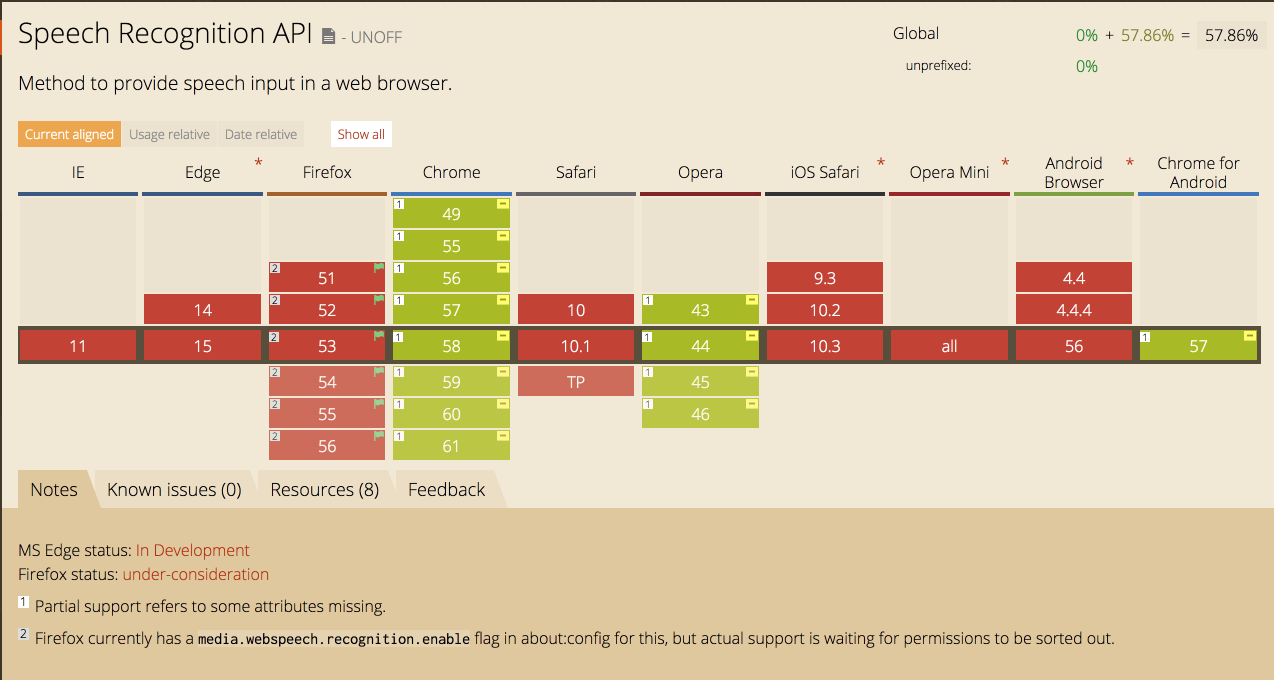 Speech Recognition API - UNOFF
Global 0% + 57.86% = 57.86%
unprefixed: 0%
Method to provide speech input in a web browser.
Current aligned Usage relative Date relative Show all
IE Edge * Firefox Chrome Safari Opera iOS Safari * Opera Mini * Android Browser * Chrome for Android
1 49 -
1 55 -
2 51 1 56 - 9.3 4.4
14 2 52 1 57 - 10 1 43 - 10.2 4.4.4
11 15 2 53 1 58 - 10.1 1 44 - 10.3 all 56 1 57 -
2 54 1 59 - TP 1 45 -
2 55 1 60 - 1 46 -
2 56 1 61 -
Notes Known issues (0) Resources (8) Feedback
MS Edge status: In Development
Firefox status: under-consideration
1 Partial support refers to some attributes missing.
2 Firefox currently has a media.webspeech.recognition.enable flag in about:config for this, but actual support is waiting for permissions to be sorted out.